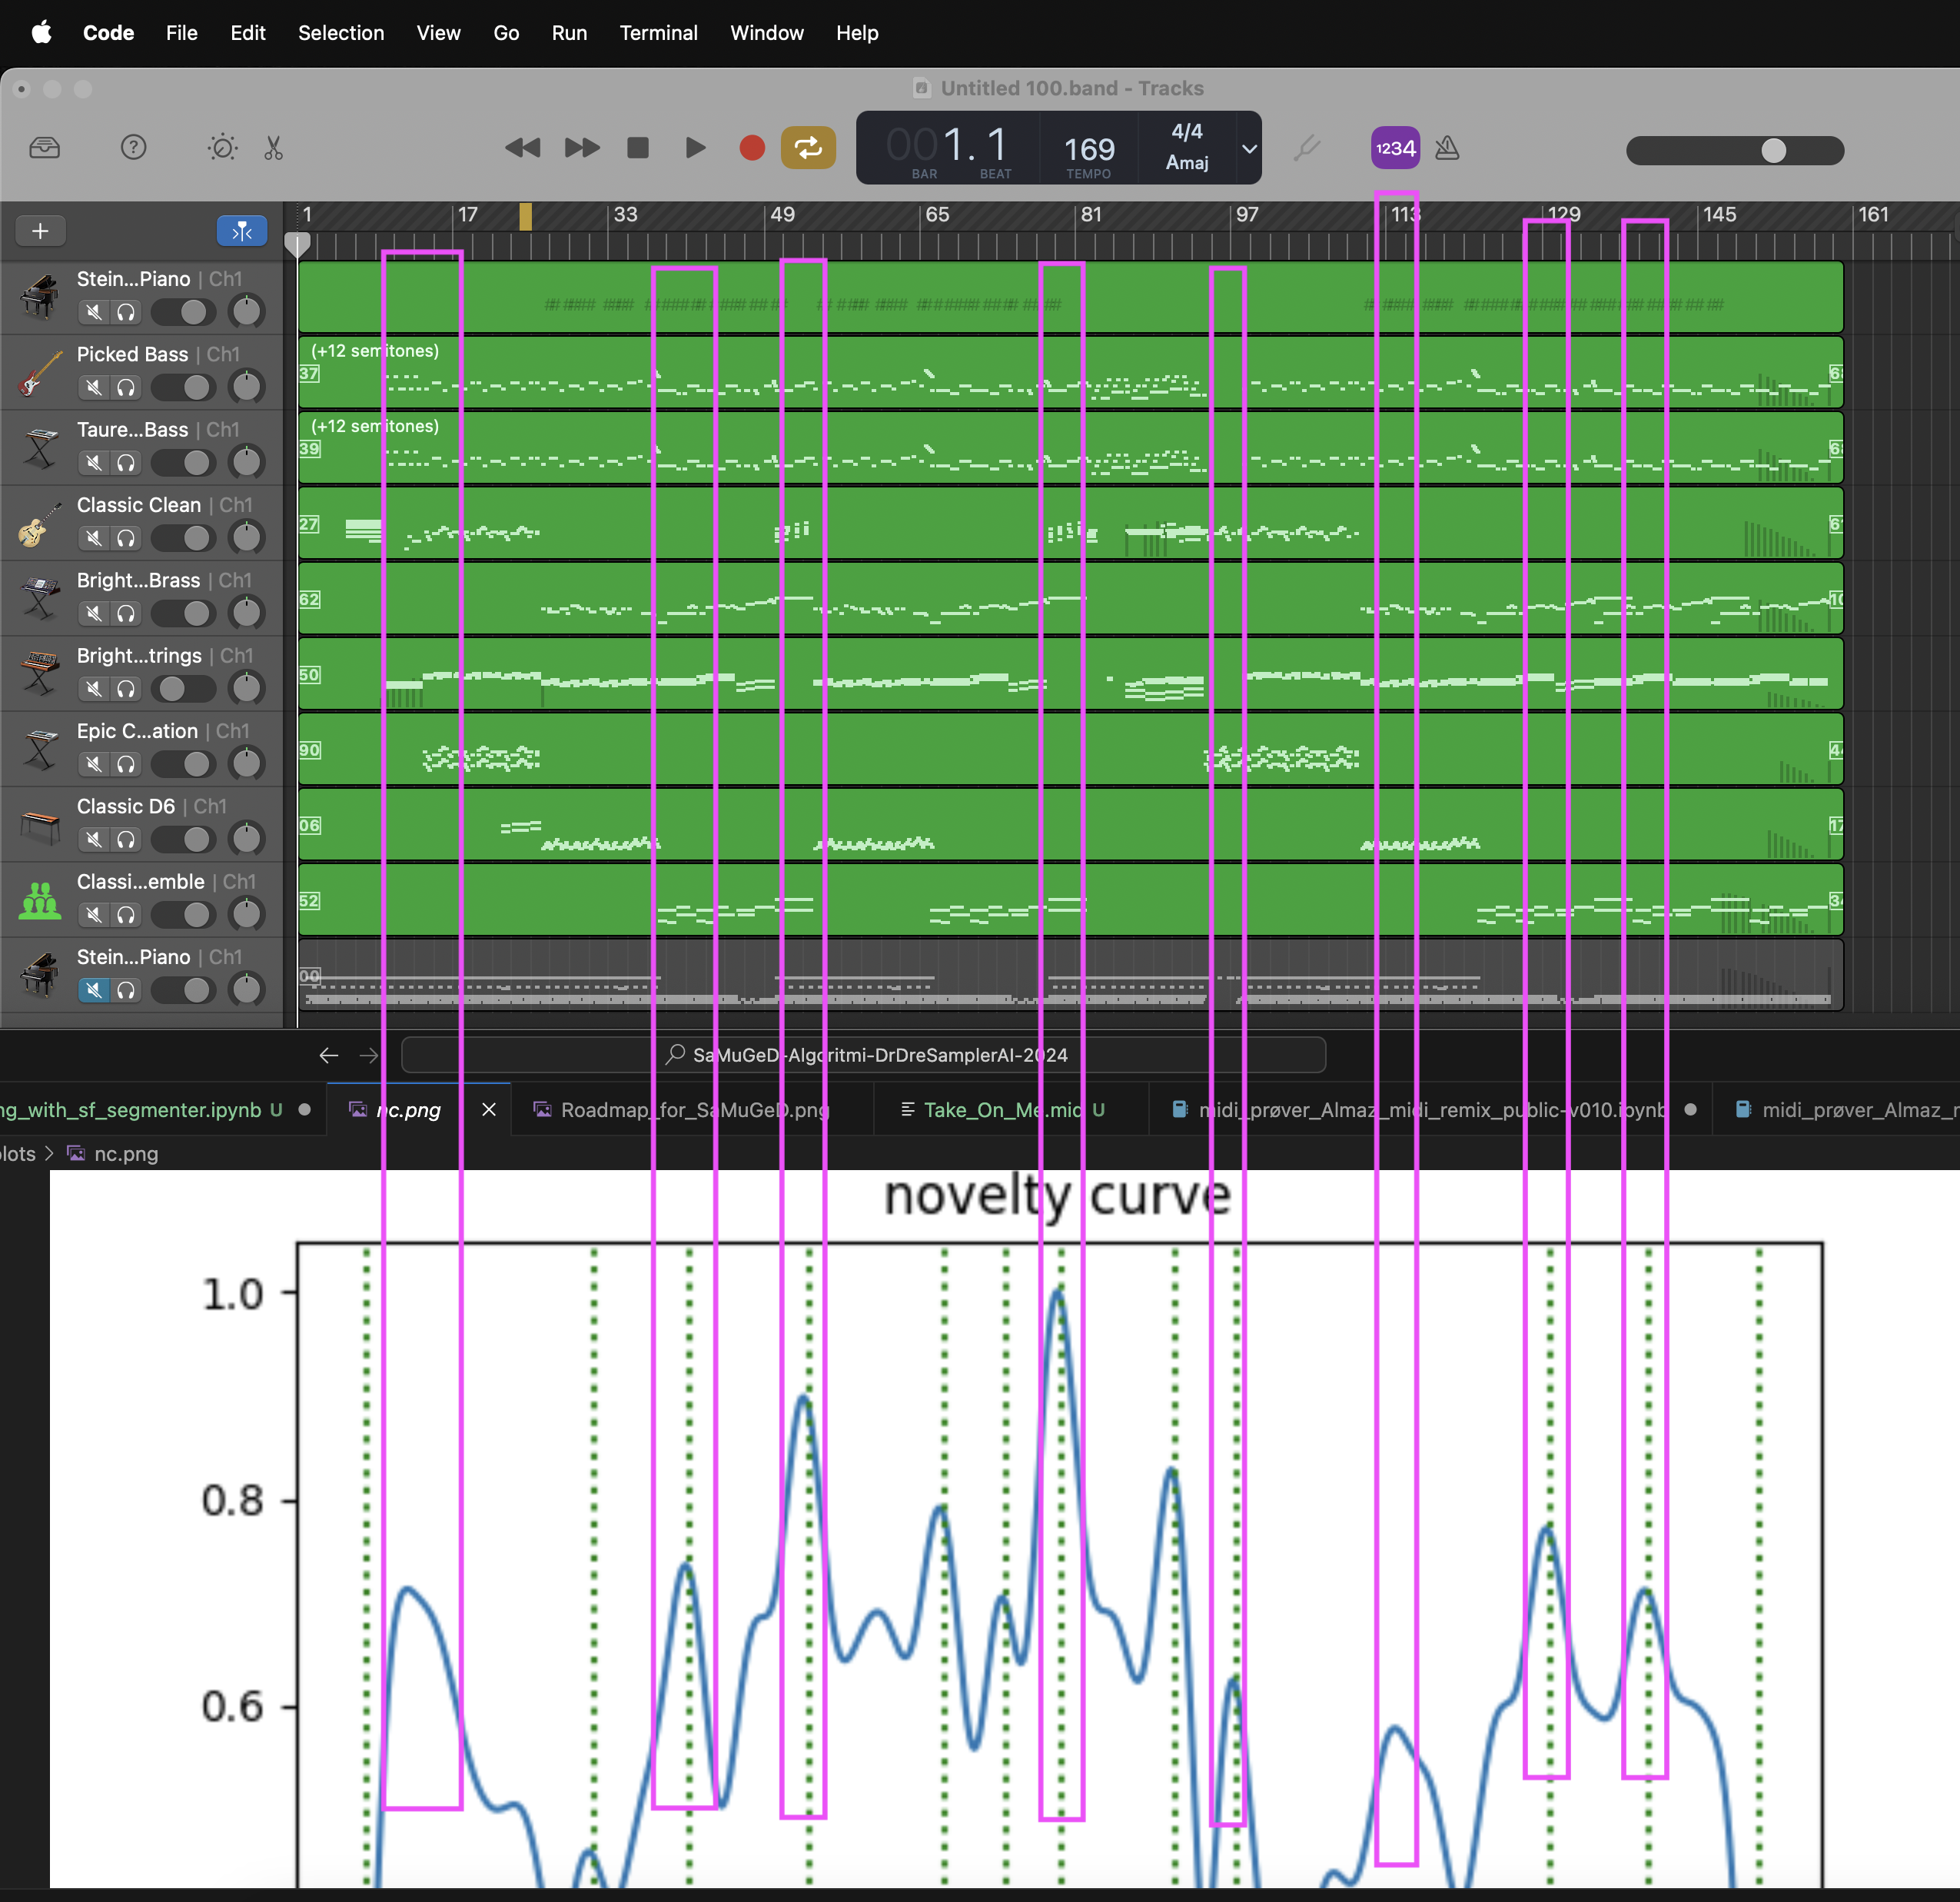 Code File Edit Selection View Go Run Terminal Window Help
Untitled 100.band - Tracks
001. 1 169 4/4 Amaj
BAR BEAT TEMPO
1234
1 17 33 49 65 81 97 113 129 145 161
Stein...Piano | Ch1
Picked Bass | Ch1
(+12 semitones)
37
Taure...Bass | Ch1
(+12 semitones)
39
Classic Clean | Ch1
27
Bright...Brass | Ch1
62
Bright...trings | Ch1
50
Epic C...ation | Ch1
90
Classic D6 | Ch1
06
Classi...emble | Ch1
52
Stein...Piano | Ch1
00
SaMuGeD-Algoritmi-DrDreSamplerAI-2024
ng_with_sf_segmenter.ipynb U nc.png Roadmap_for_SaMuGeD.png Take_On_Me.mid U midi_prøver_Almaz_midi_remix_public-v010.ipynb midi_prøver_Almaz_r
lots > nc.png
novelty curve
1.0
0.8
0.6